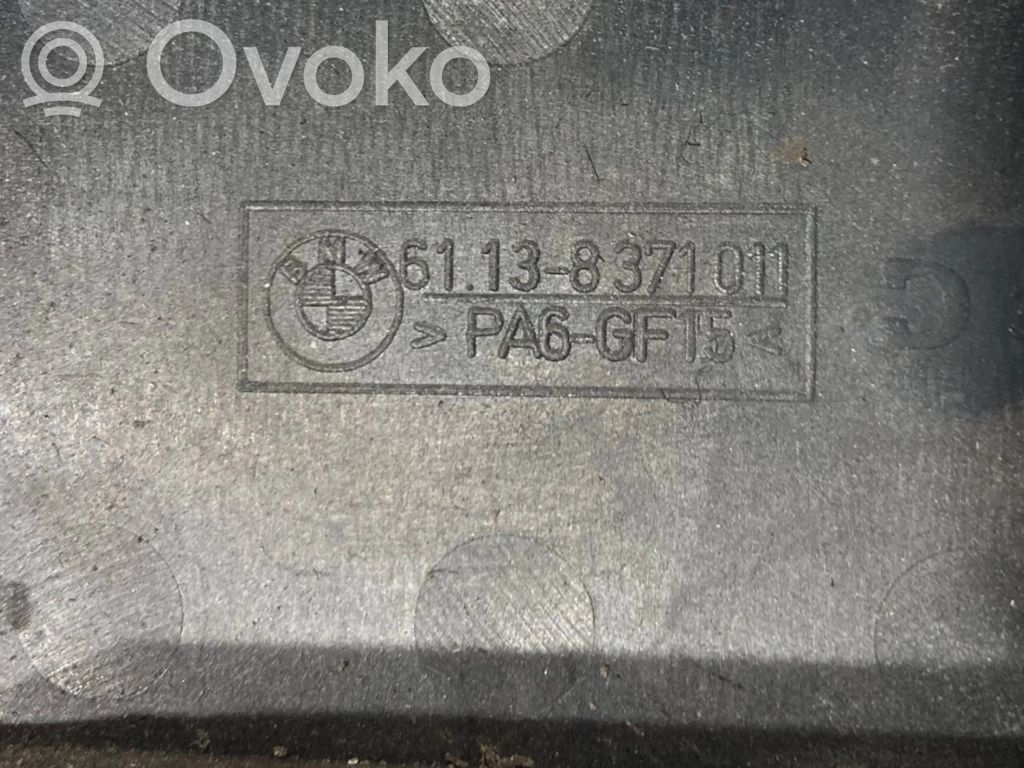 Ovoko
BMW
61.13-8 371 011
> PA6-GF15 <